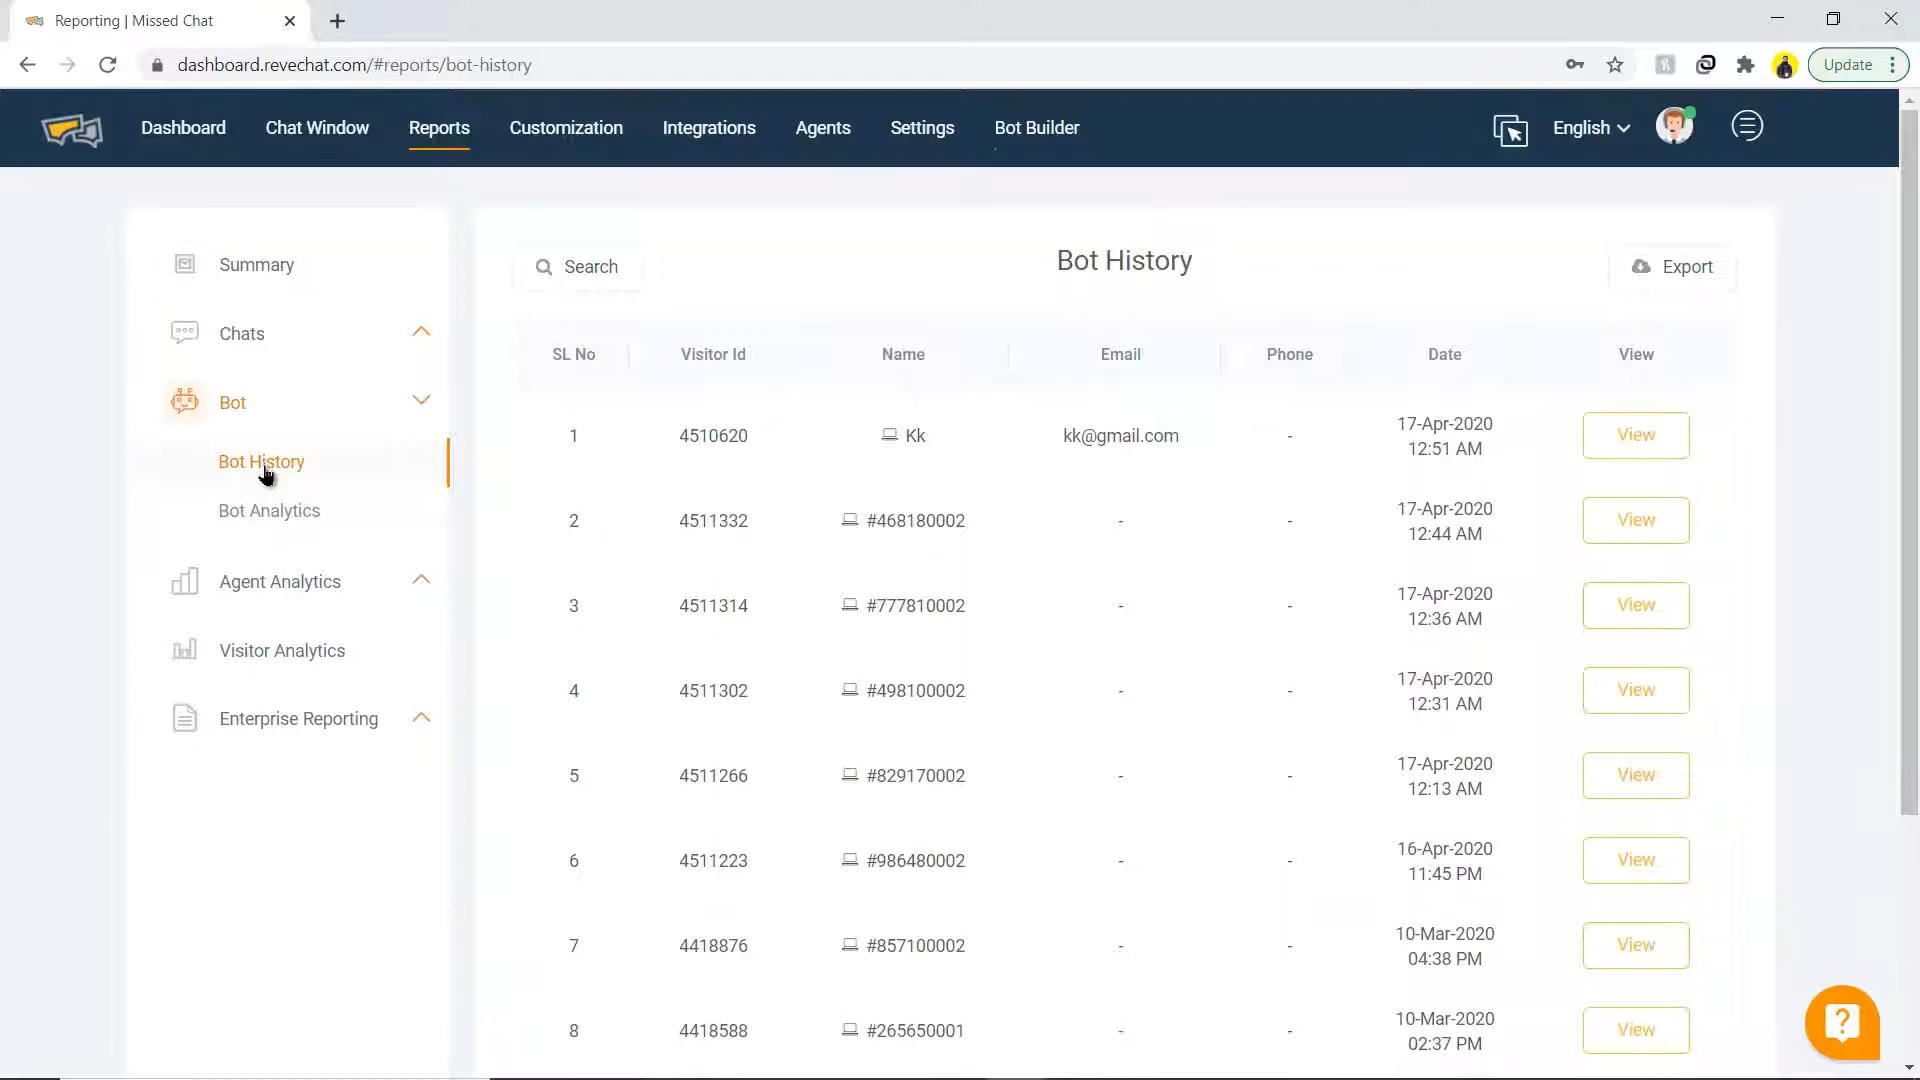 Reporting | Missed Chat
dashboard.revechat.com/#reports/bot-history
Update
Dashboard
Chat Window
Reports
Customization
Integrations
Agents
Settings
Bot Builder
English
Summary
Chats
Bot
Bot History
Bot Analytics
Agent Analytics
Visitor Analytics
Enterprise Reporting
Search
Bot History
Export
SL No Visitor Id Name Email Phone Date View
1 4510620 Kk kk@gmail.com - 17-Apr-2020 View
12:51 AM
2 4511332 #468180002 - - 17-Apr-2020 View
12:44 AM
3 4511314 #777810002 - - 17-Apr-2020 View
12:36 AM
4 4511302 #498100002 - - 17-Apr-2020 View
12:31 AM
5 4511266 #829170002 - - 17-Apr-2020 View
12:13 AM
6 4511223 #986480002 - - 16-Apr-2020 View
11:45 PM
7 4418876 #857100002 - - 10-Mar-2020 View
04:38 PM
8 4418588 #265650001 - - 10-Mar-2020 View
02:37 PM